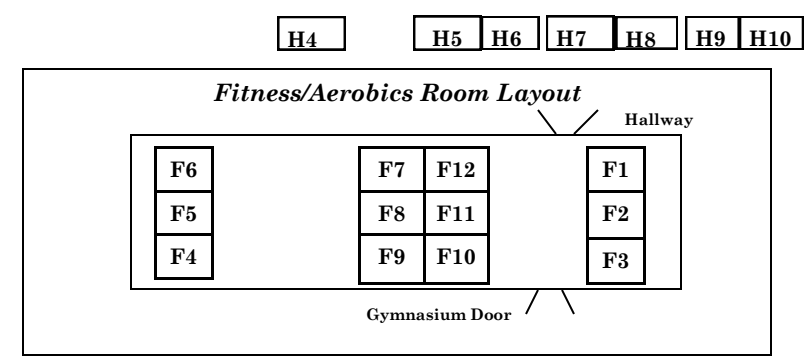 H4 H5 H6 H7 H8 H9 H10
Fitness/Aerobics Room Layout
Hallway
F6 F7 F12 F1
F5 F8 F11 F2
F4 F9 F10 F3
Gymnasium Door